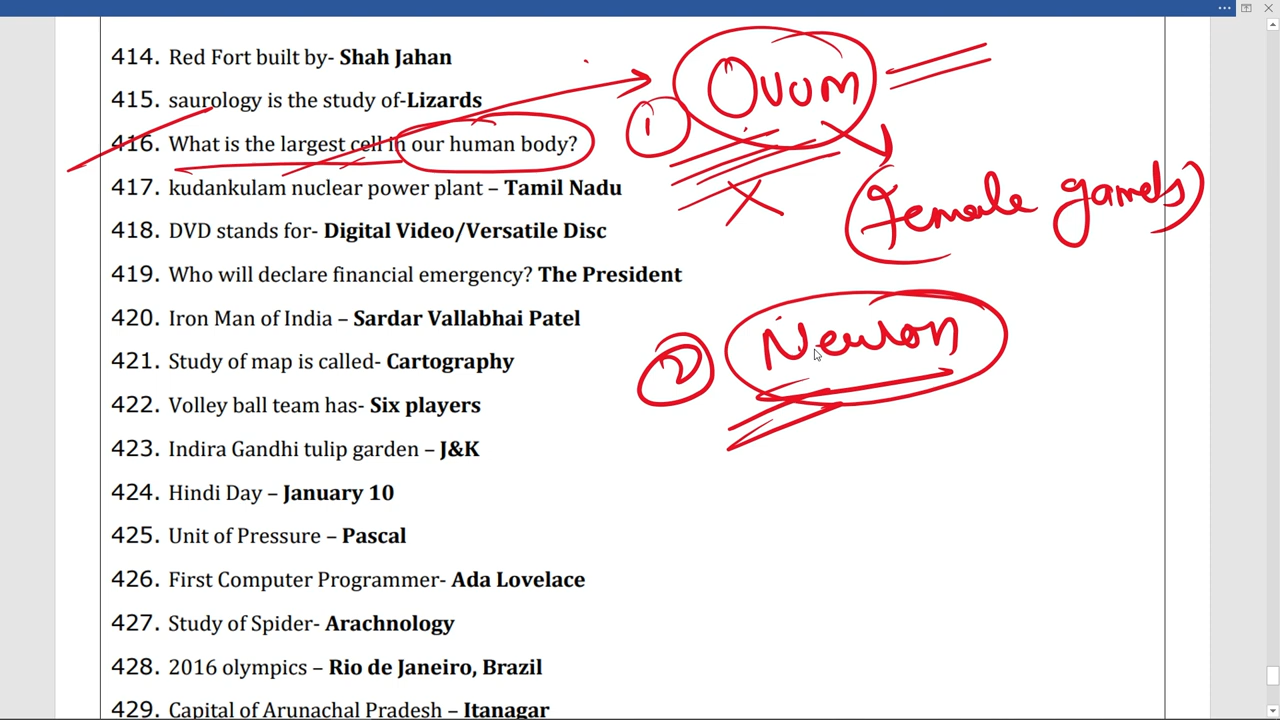 414. Red Fort built by- Shah Jahan
415. saurology is the study of-Lizards
416. What is the largest cell in our human body?
417. kudankulam nuclear power plant – Tamil Nadu
418. DVD stands for- Digital Video/Versatile Disc
419. Who will declare financial emergency? The President
420. Iron Man of India – Sardar Vallabhai Patel
421. Study of map is called- Cartography
422. Volley ball team has- Six players
423. Indira Gandhi tulip garden – J&K
424. Hindi Day – January 10
425. Unit of Pressure – Pascal
426. First Computer Programmer- Ada Lovelace
427. Study of Spider- Arachnology
428. 2016 olympics – Rio de Janeiro, Brazil
429. Capital of Arunachal Pradesh – Itanagar
1 Ovum
(Female
2